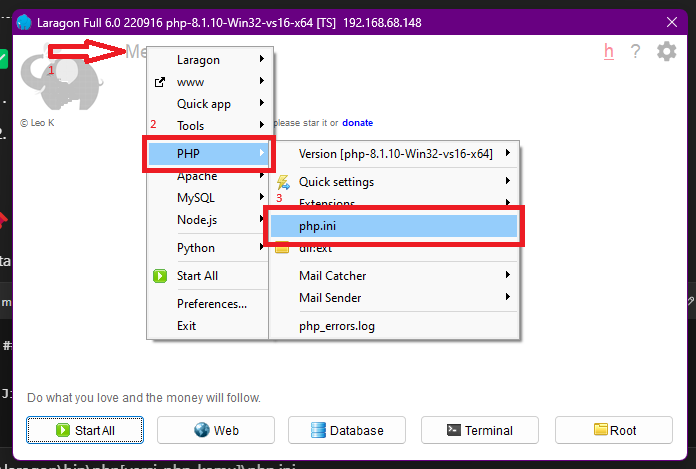 Laragon Full 6.0 220916 php-8.1.10-Win32-vs16-x64 [TS] 192.168.68.148
1
h ?
Laragon
www
Quick app
2
Tools
© Leo K
please star it or donate
PHP
Version [php-8.1.10-Win32-vs16-x64]
Apache
Quick settings
MySQL
3
Extensions
Node.js
php.ini
Python
dir:ext
Start All
Mail Catcher
Preferences...
Mail Sender
Exit
php_errors.log
Do what you love and the money will follow.
Start All
Web
Database
Terminal
Root